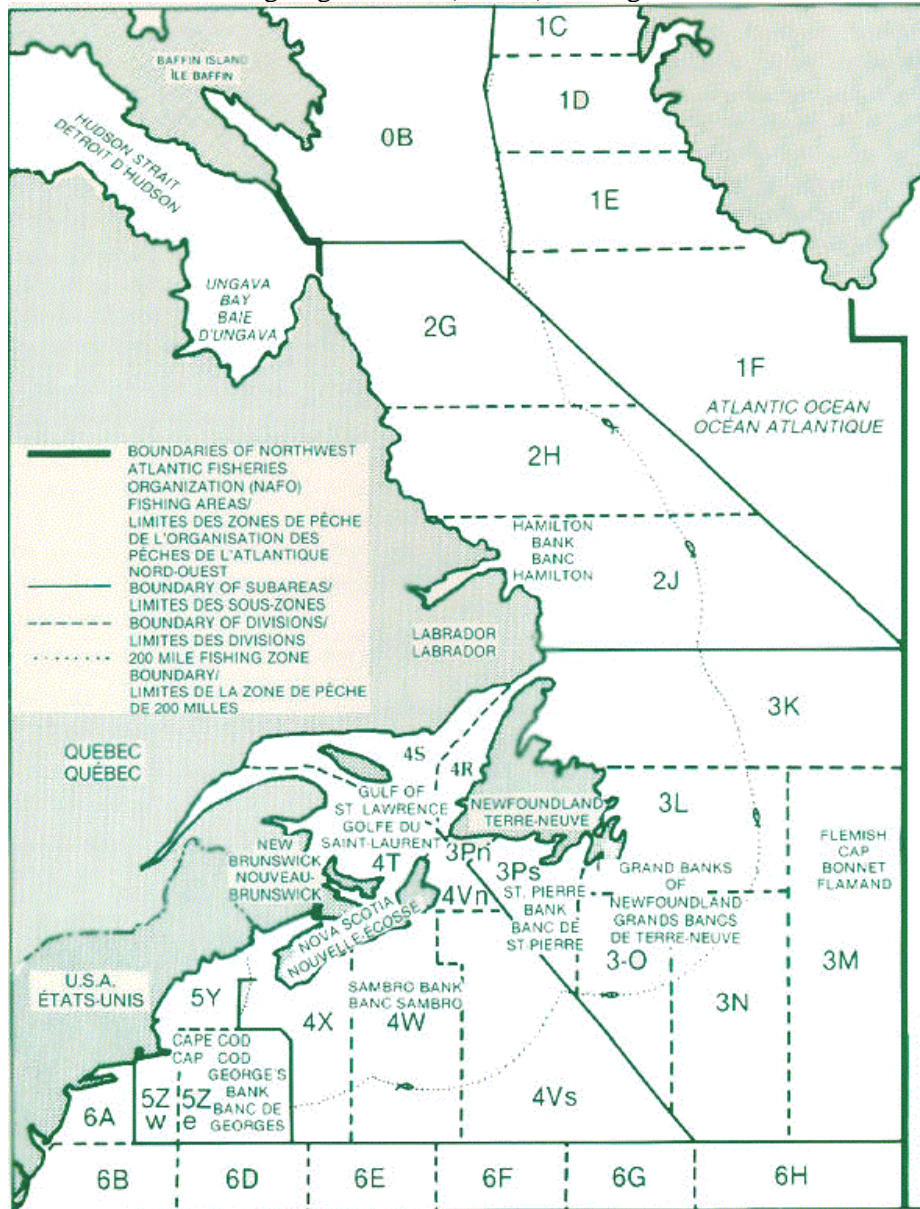 1C
BAFFIN ISLAND
ÎLE BAFFIN
1D
HUDSON STRAIT
DETROIT D'HUDSON
0B
1E
UNGAVA
BAY
BAIE
D'UNGAVA
2G
1F
ATLANTIC OCEAN
OCÉAN ATLANTIQUE
2H
BOUNDARIES OF NORTHWEST
ATLANTIC FISHERIES
ORGANIZATION (NAFO)
FISHING AREAS/
LIMITES DES ZONES DE PÊCHE
DE L'ORGANISATION DES
PÊCHES DE L'ATLANTIQUE
NORD-OUEST
BOUNDARY OF SUBAREAS/
LIMITES DES SOUS-ZONES
BOUNDARY OF DIVISIONS/
LIMITES DES DIVISIONS
200 MILE FISHING ZONE
BOUNDARY/
LIMITES DE LA ZONE DE PÊCHE
DE 200 MILLES
HAMILTON
BANK
BANC
HAMILTON
2J
LABRADOR
LABRADOR
3K
QUEBEC
QUÉBEC
4S
4R
GULF OF
ST. LAWRENCE
GOLFE DU
SAINT-LAURENT
NEWFOUNDLAND
TERRE-NEUVE
3L
FLEMISH
CAP
BONNET
FLAMAND
NEW
BRUNSWICK
NOUVEAU-
BRUNSWICK
4T
3Pn
3Ps
4Vn
ST. PIERRE
BANK
BANC DE
ST-PIERRE
GRAND BANKS
OF
NEWFOUNDLAND
GRANDS BANCS
DE TERRE-NEUVE
NOVA SCOTIA
NOUVELLE-ÉCOSSE
3-O
3M
U.S.A.
ÉTATS-UNIS
5Y
SAMBRO BANK
BANC SAMBRO
4X
4W
3N
CAPE COD
CAP COD
GEORGE'S
BANK
BANC DE
GEORGES
6A
5Z
w
5Z
e
4Vs
6B
6D
6E
6F
6G
6H